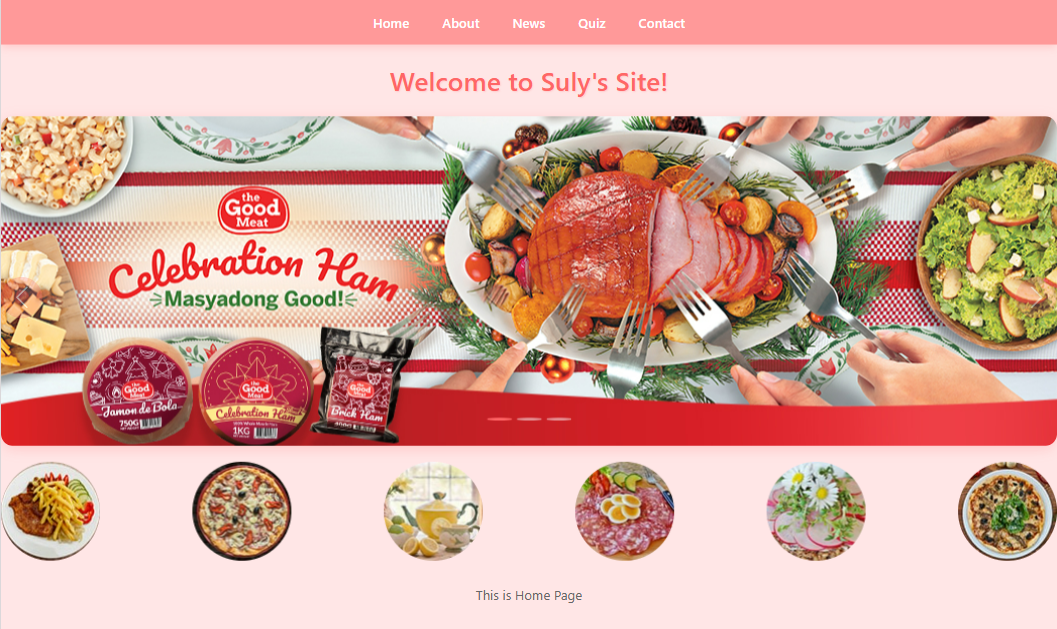 Home About News Quiz Contact
Welcome to Suly's Site!
the
Good
Meat
Celebration Ham
Masyadong Good!
the
Good
Meat
Jamon de Bola
750G
the
Good
Meat
Celebration Ham
1KG
the
Good
Meat
Brick Ham
This is Home Page